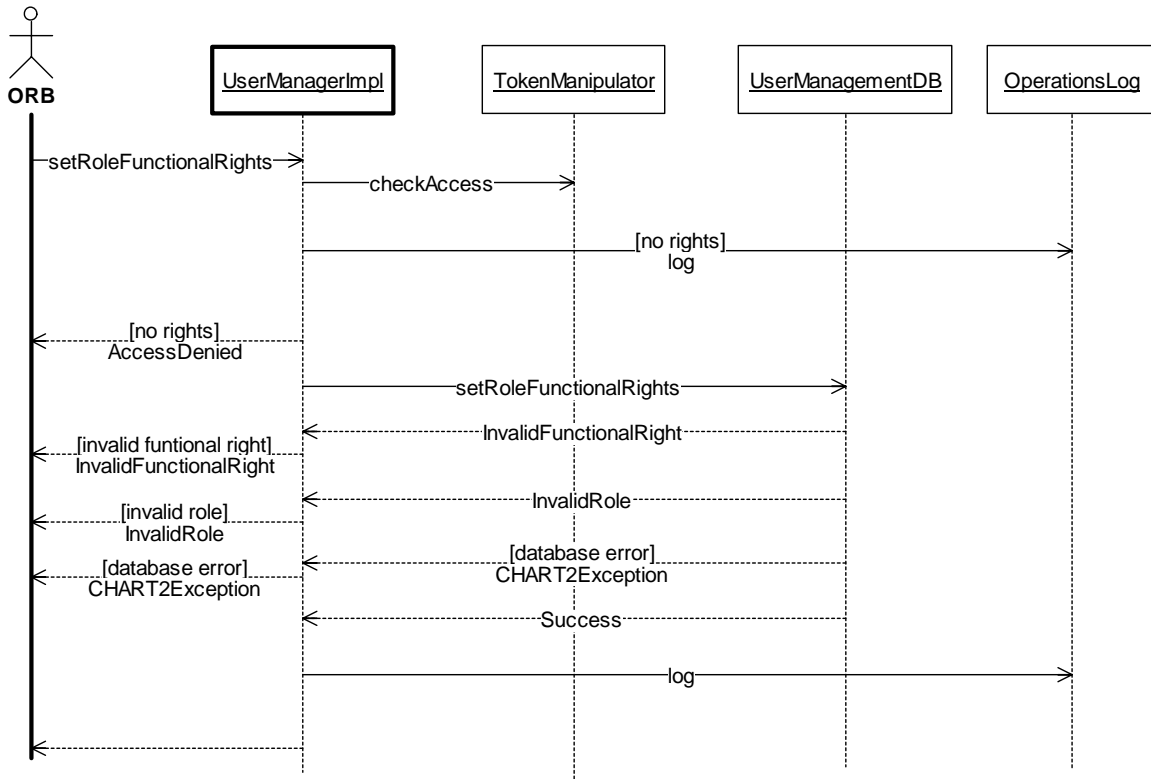 ORB
UserManagerImpl
TokenManipulator
UserManagementDB
OperationsLog
setRoleFunctionalRights
checkAccess
[no rights]
log
[no rights]
AccessDenied
setRoleFunctionalRights
InvalidFunctionalRight
[invalid funtional right]
InvalidFunctionalRight
InvalidRole
[invalid role]
InvalidRole
[database error]
CHART2Exception
[database error]
CHART2Exception
Success
log